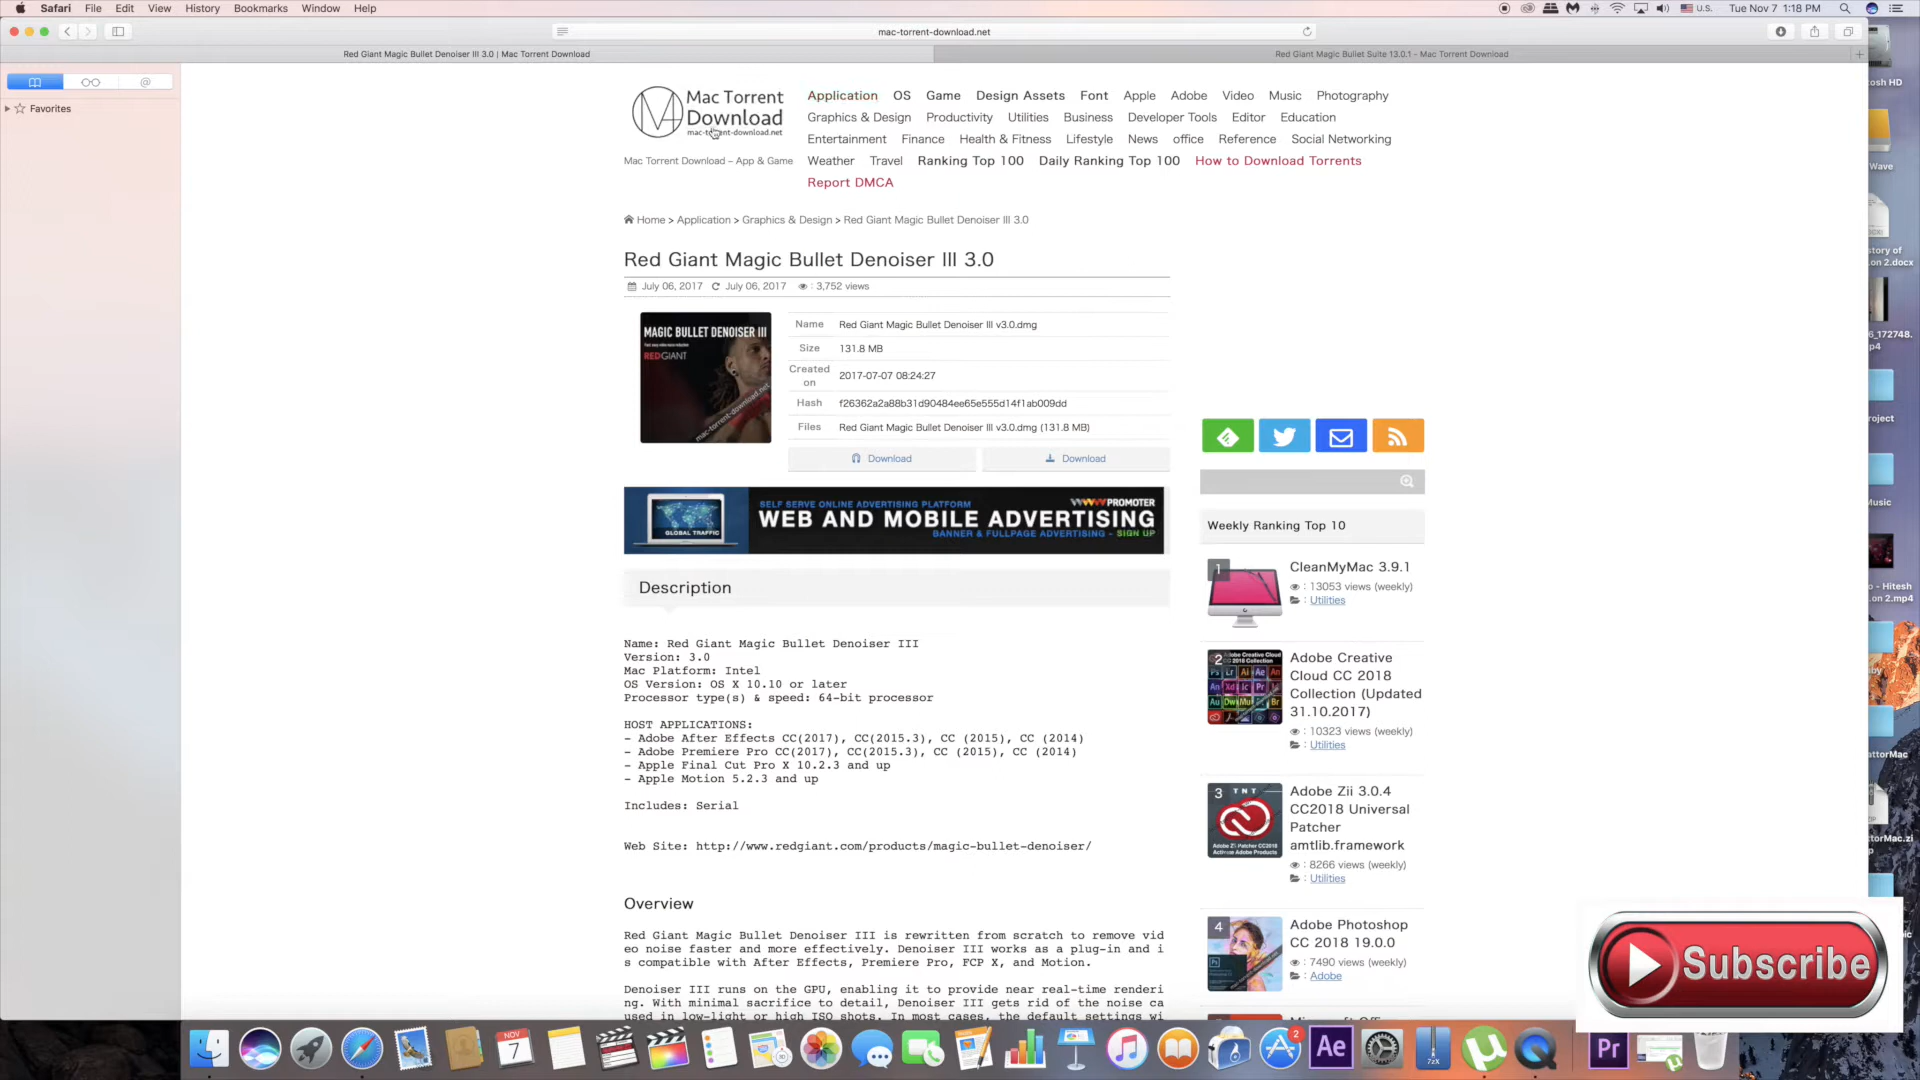 Safari File Edit View History Bookmarks Window Help
U.S. Tue Nov 7 1:18 PM
mac-torrent-download.net
Red Giant Magic Bullet Denoiser III 3.0 | Mac Torrent Download
Red Giant Magic Bullet Suite 13.0.1 - Mac Torrent Download
Favorites
Mac Torrent
Download
mac-torrent-download.net
Mac Torrent Download – App & Game
Application OS Game Design Assets Font Apple Adobe Video Music Photography
Graphics & Design Productivity Utilities Business Developer Tools Editor Education
Entertainment Finance Health & Fitness Lifestyle News office Reference Social Networking
Weather Travel Ranking Top 100 Daily Ranking Top 100 How to Download Torrents
Report DMCA
Home > Application > Graphics & Design > Red Giant Magic Bullet Denoiser III 3.0
Red Giant Magic Bullet Denoiser III 3.0
July 06, 2017 July 06, 2017 : 3,752 views
MAGIC BULLET DENOISER III
REDGIANT
mac-torrent-download.net
Name Red Giant Magic Bullet Denoiser III v3.0.dmg
Size 131.8 MB
Created on 2017-07-07 08:24:27
Hash f26362a2a88b31d90484ee65e555d14f1ab009dd
Files Red Giant Magic Bullet Denoiser III v3.0.dmg (131.8 MB)
Download Download
SELF SERVE ONLINE ADVERTISING PLATFORM
PROMOTER
WEB AND MOBILE ADVERTISING
GLOBAL TRAFFIC
BANNER & FULLPAGE ADVERTISING - SIGN UP
Description
Name: Red Giant Magic Bullet Denoiser III
Version: 3.0
Mac Platform: Intel
OS Version: OS X 10.10 or later
Processor type(s) & speed: 64-bit processor
HOST APPLICATIONS:
- Adobe After Effects CC(2017), CC(2015.3), CC (2015), CC (2014)
- Adobe Premiere Pro CC(2017), CC(2015.3), CC (2015), CC (2014)
- Apple Final Cut Pro X 10.2.3 and up
- Apple Motion 5.2.3 and up
Includes: Serial
Web Site: http://www.redgiant.com/products/magic-bullet-denoiser/
Overview
Red Giant Magic Bullet Denoiser III is rewritten from scratch to remove vid
eo noise faster and more effectively. Denoiser III works as a plug-in and i
s compatible with After Effects, Premiere Pro, FCP X, and Motion.
Denoiser III runs on the GPU, enabling it to provide near real-time renderi
ng. With minimal sacrifice to detail, Denoiser III gets rid of the noise ca
used in low-light or high ISO shots. In most cases, the default settings wi
Weekly Ranking Top 10
1
CleanMyMac 3.9.1
: 13053 views (weekly)
: Utilities
2
Adobe Creative
Cloud CC 2018
Collection (Updated
31.10.2017)
: 10323 views (weekly)
: Utilities
3 TNT
Adobe Zii 3.0.4
CC2018 Universal
Patcher
amtlib.framework
: 8266 views (weekly)
: Utilities
4
Adobe Photoshop
CC 2018 19.0.0
: 7490 views (weekly)
: Adobe
Subscribe
NOV
7
2
Ae
Pr